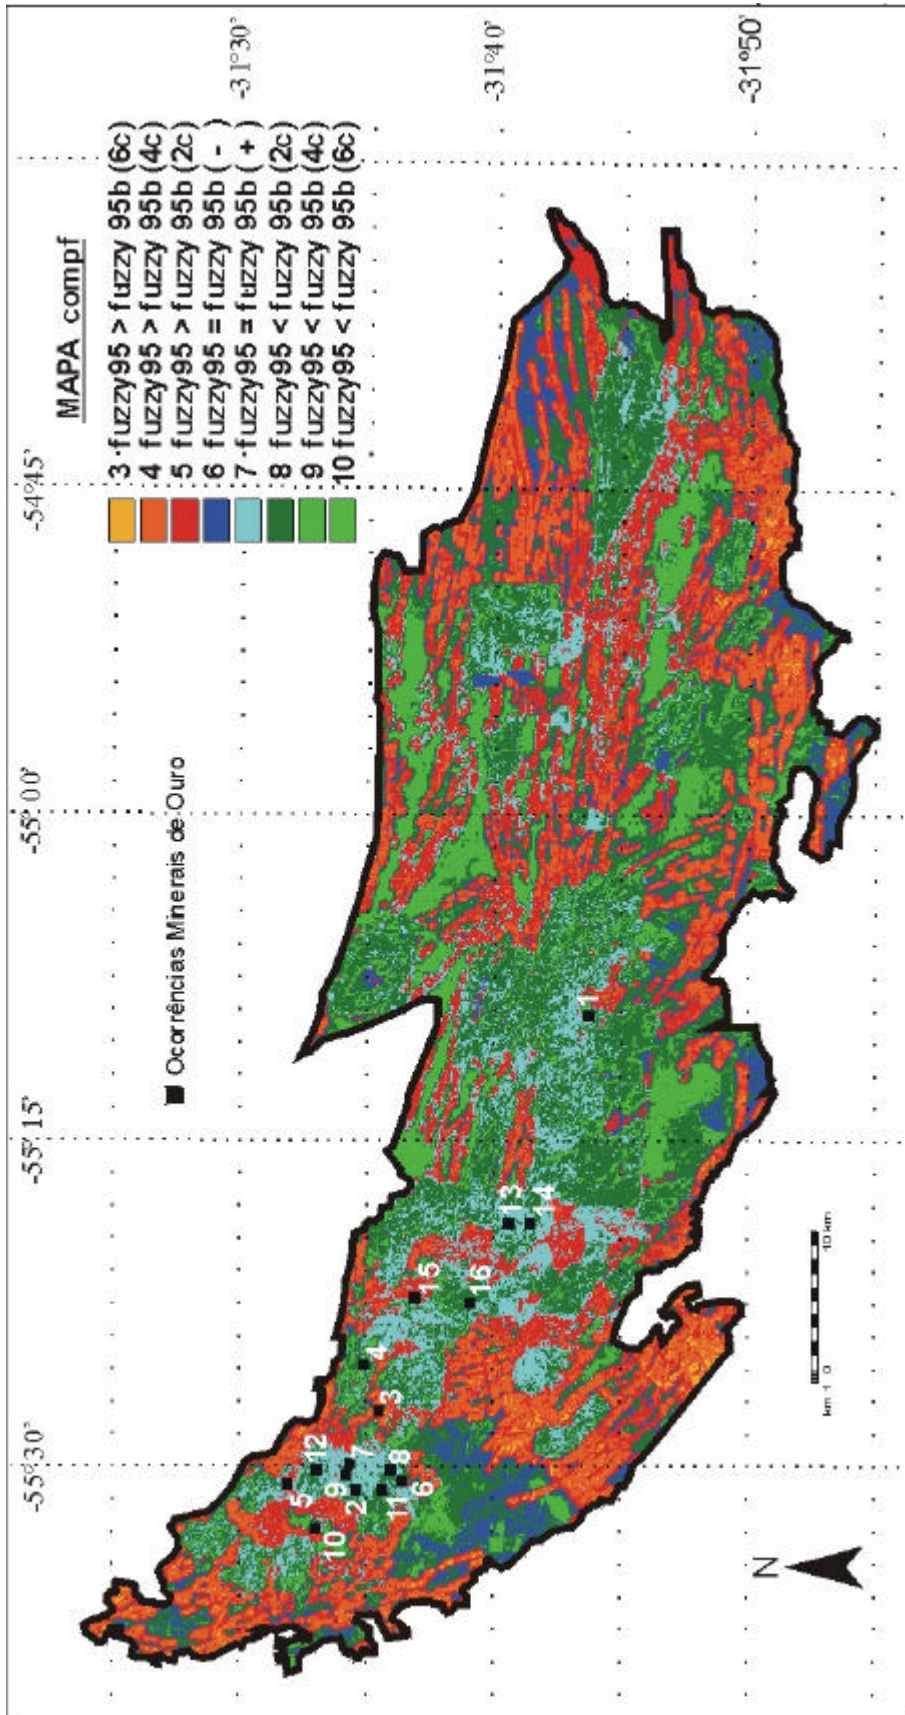 -55°30'
-55°15'
-55°00'
-54°45'
-31°30'
-31°40'
-31°50'
MAPA compf
3 ·fuzzy95 > fuzzy 95b (6c)
4 fuzzy95 > fuzzy 95b (4c)
5 fuzzy95 > fuzzy 95b (2c)
6 fuzzy95 = fuzzy 95b ( - )
7 ·fuzzy95 = fuzzy 95b ( + )
8 fuzzy95 < fuzzy 95b (2c)
9 fuzzy95 < fuzzy 95b (4c)
10 fuzzy95 < fuzzy 95b (6c)
Ocorrências Minerais de Ouro
5
12
10
9
7
2
11
8
6
3
4
15
16
13
14
1
N
km 1 0 10 km